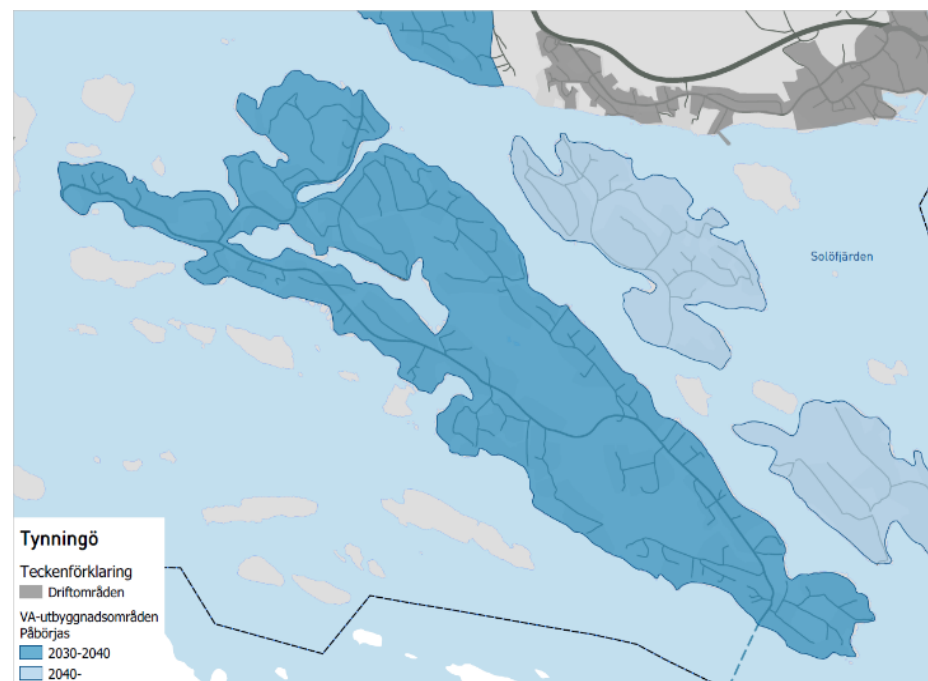 Solöfjärden
Tynningö
Teckenförklaring
Driftområden
VA-utbyggnadsområden
Påbörjas
2030-2040
2040-